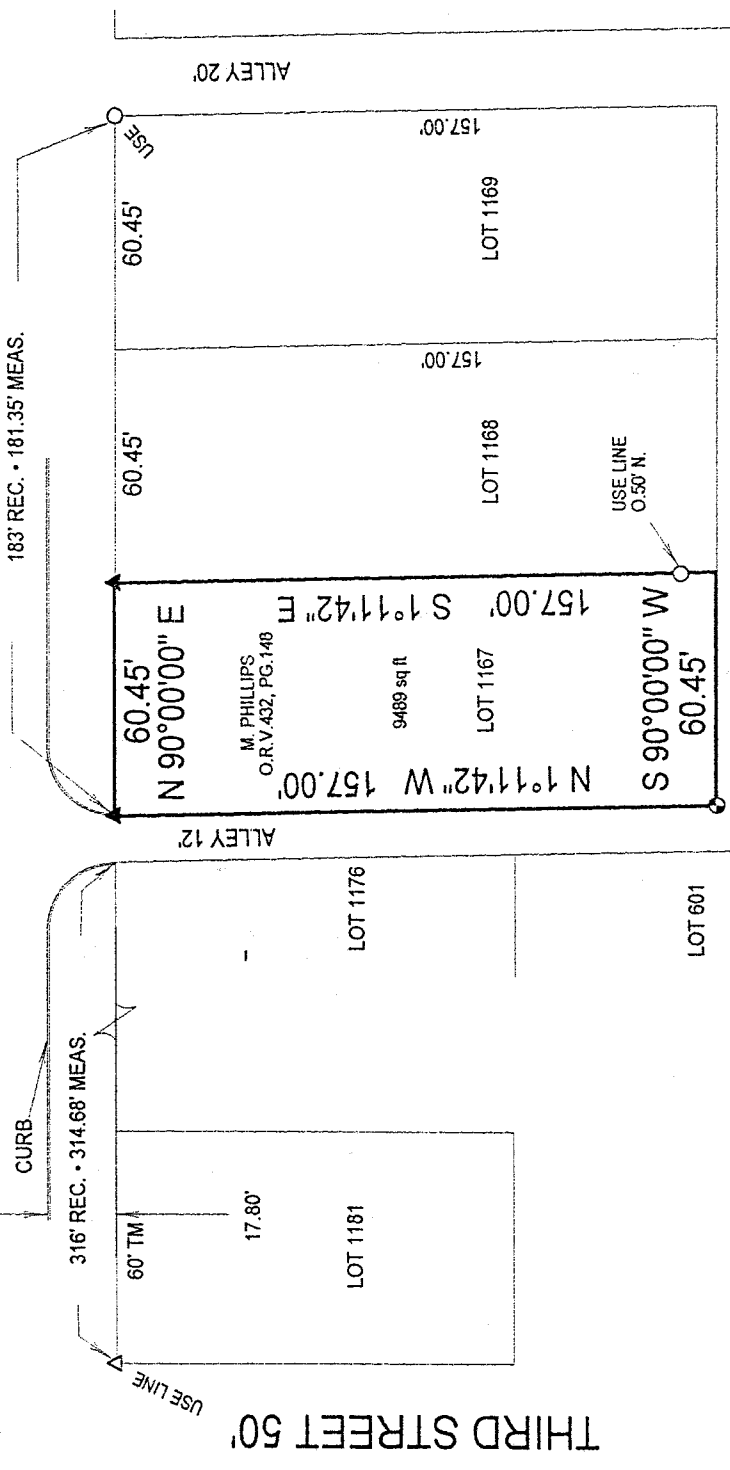 ALLEY 20'
USE
183' REC. • 181.35' MEAS.
60.45'
157.00'
LOT 1169
60.45'
157.00'
LOT 1168
USE LINE
O.50' N.
60.45'
N 90°00'00" E
157.00' S 1°11'42" E
M. PHILLIPS
O.R.V.432, PG.148
9489 sq ft
LOT 1167
N 1°11'42" W 157.00'
S 90°00'00" W
60.45'
ALLEY 12'
CURB
316' REC. • 314.68' MEAS.
LOT 1176
LOT 601
60' TM
17.80'
LOT 1181
USE LINE
THIRD STREET 50'